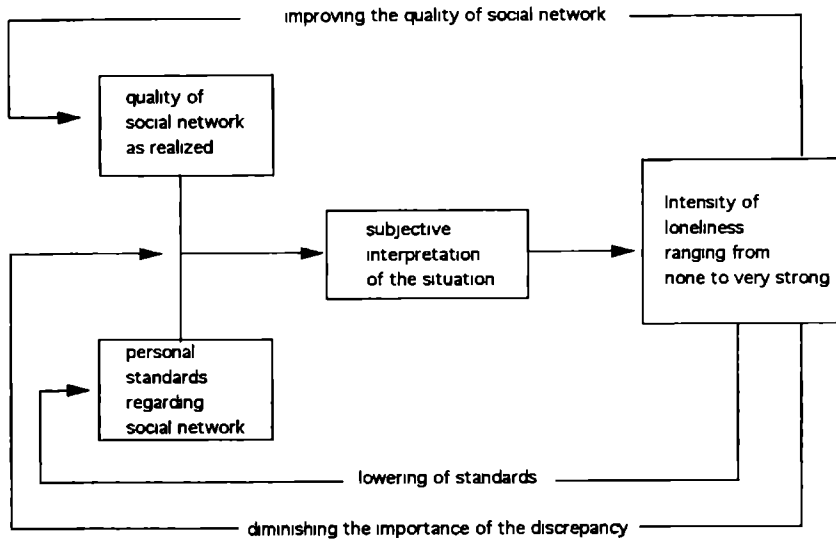 improving the quality of social network
quality of
social network
as realized
subjective
interpretation
of the situation
Intensity of
loneliness
ranging from
none to very strong
personal
standards
regarding
social network
lowering of standards
diminishing the importance of the discrepancy